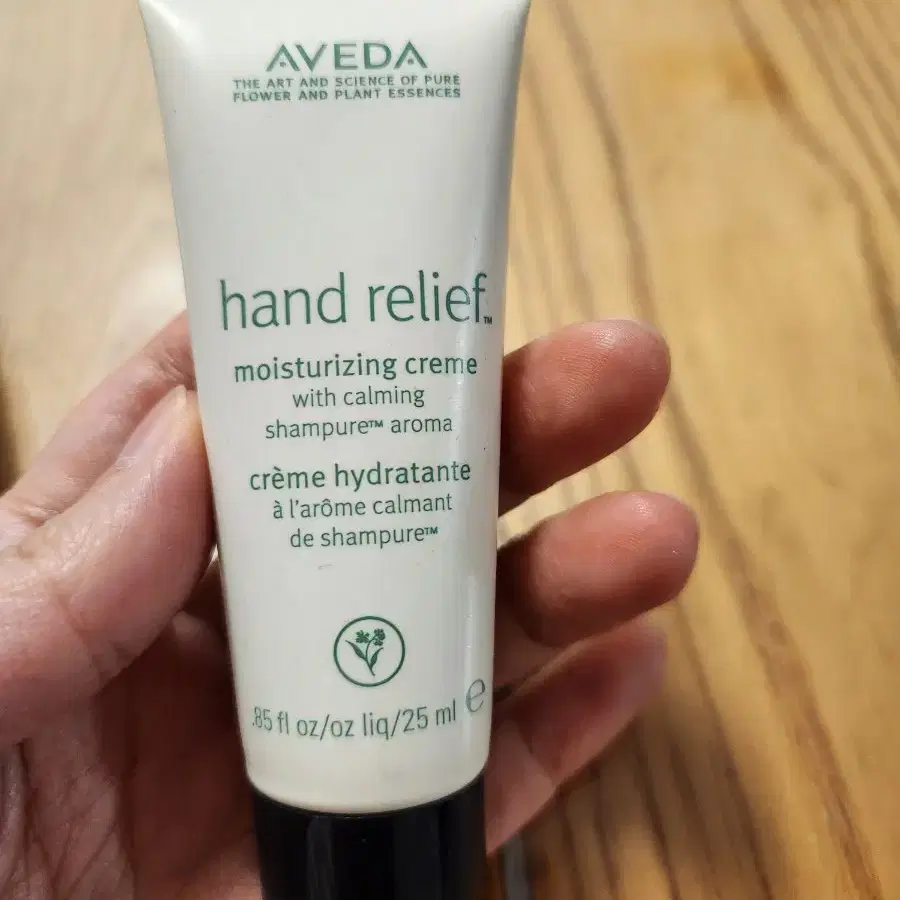 AVEDA
THE ART AND SCIENCE OF PURE
FLOWER AND PLANT ESSENCES
hand relief™
moisturizing creme
with calming
shampure™ aroma
crème hydratante
à l'arôme calmant
de shampure™
.85 fl oz/oz liq/25 ml ℮